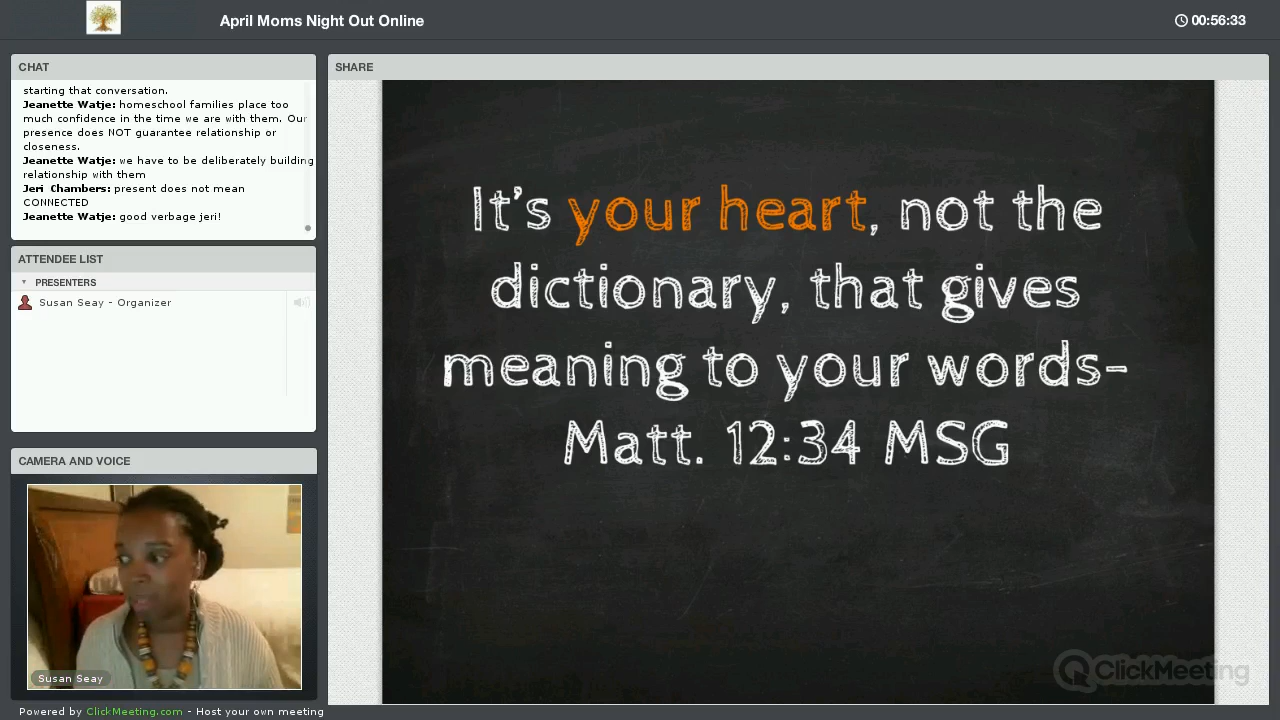 April Moms Night Out Online
00:56:33
CHAT
starting that conversation.
Jeanette Watje: homeschool families place too
much confidence in the time we are with them. Our
presence does NOT guarantee relationship or
closeness.
Jeanette Watje: we have to be deliberately building
relationship with them
Jeri Chambers: present does not mean
CONNECTED
Jeanette Watje: good verbage jeri!
ATTENDEE LIST
PRESENTERS
Susan Seay - Organizer
CAMERA AND VOICE
Susan Seay
Powered by ClickMeeting.com - Host your own meeting
SHARE
It's your heart, not the
dictionary, that gives
meaning to your words-
Matt. 12:34 MSG
ClickMeeting